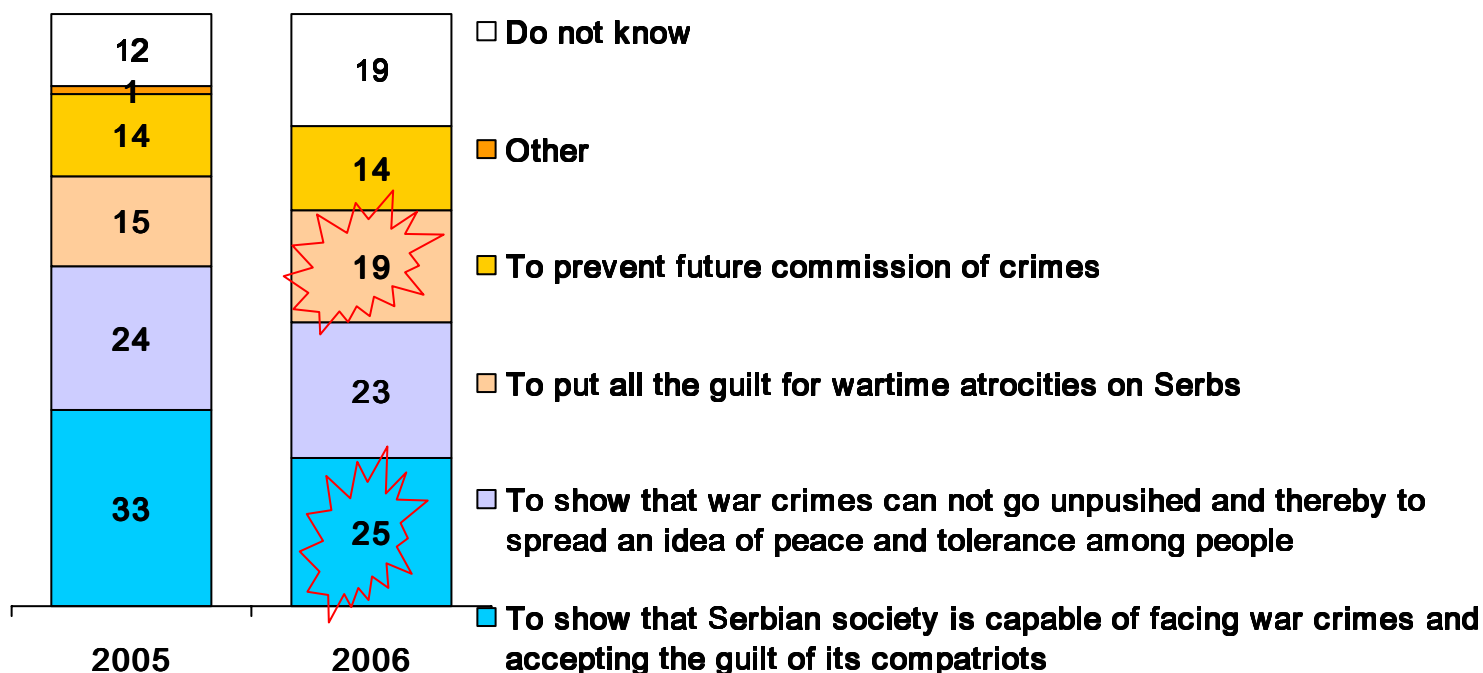 12
1
14
15
24
33
2005
19
14
19
23
25
2006
Do not know
Other
To prevent future commission of crimes
To put all the guilt for wartime atrocities on Serbs
To show that war crimes can not go unpusihed and thereby to
spread an idea of peace and tolerance among people
To show that Serbian society is capable of facing war crimes and
accepting the guilt of its compatriots